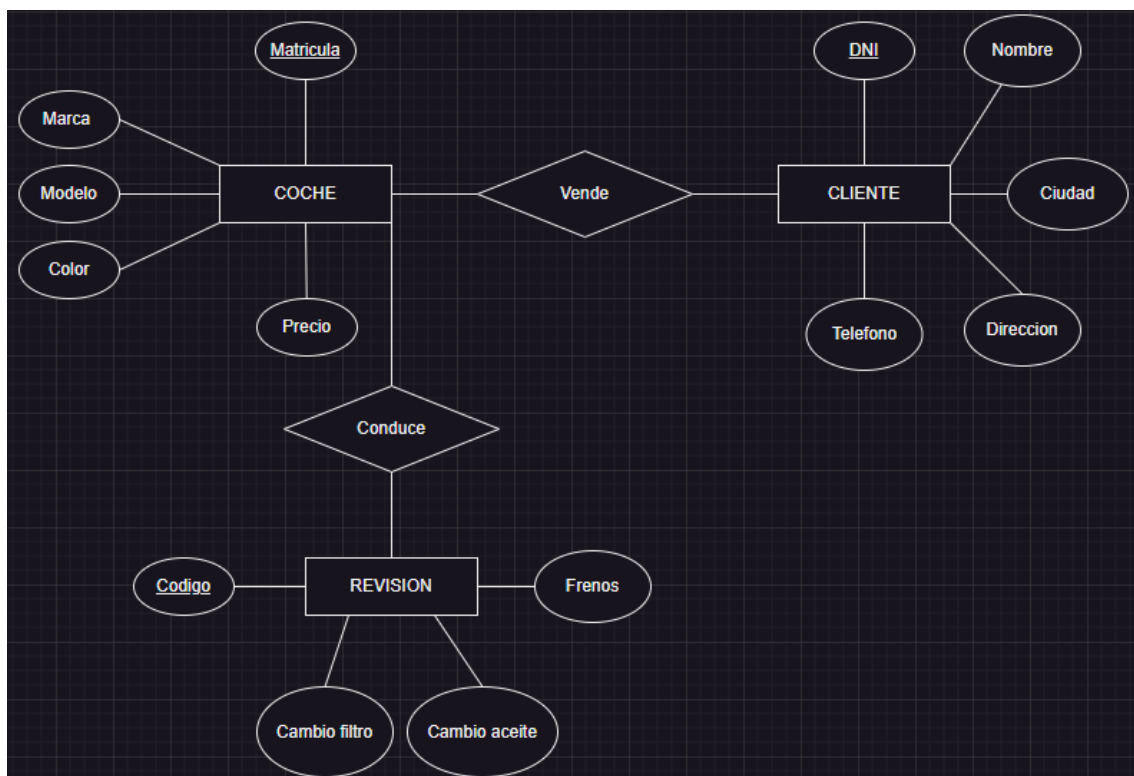 Matricula
DNI
Nombre
Marca
Modelo
COCHE
Vende
CLIENTE
Ciudad
Color
Precio
Telefono
Direccion
Conduce
Codigo
REVISION
Frenos
Cambio filtro
Cambio aceite